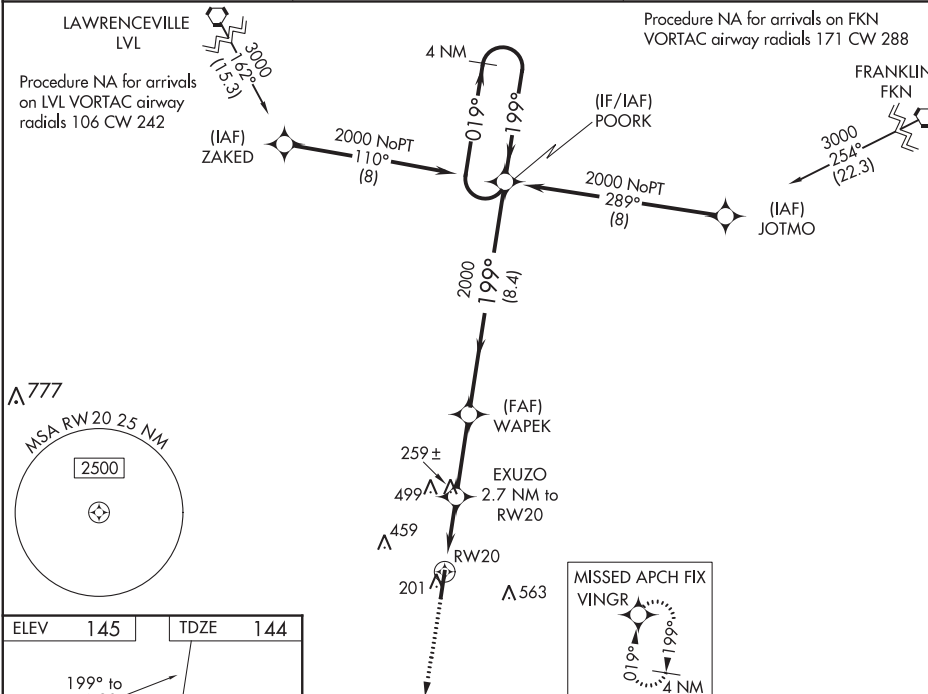 LAWRENCEVILLE
LVL
3000
162°
(15.3)
Procedure NA for arrivals
on LVL VORTAC airway
radials 106 CW 242
(IAF)
ZAKED
2000 NoPT
110°
(8)
4 NM
019°
199°
(IF/IAF)
POORK
Procedure NA for arrivals on FKN
VORTAC airway radials 171 CW 288
FRANKLIN
FKN
3000
254°
(22.3)
2000 NoPT
289°
(8)
(IAF)
JOTMO
2000
199°
(8.4)
777
MSA RW 20 25 NM
2500
(FAF)
WAPEK
259 ±
499
EXUZO
2.7 NM to
RW20
459
RW20
201
563
MISSED APCH FIX
VINGR
019°
199°
4 NM
ELEV 145
TDZE 144
199° to